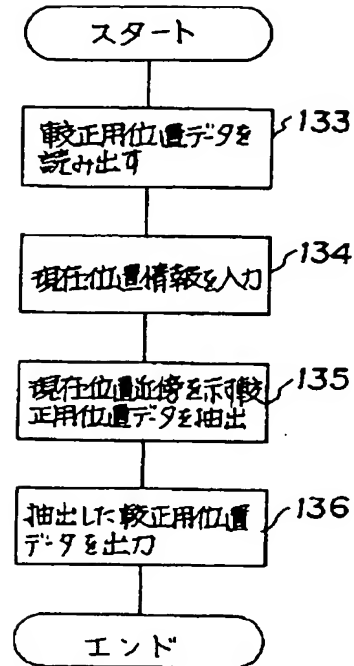 スタート
較正用位置データを
読み出す
133
現在位置情報を入力
134
現在位置近傍を示す較
正用位置データを抽出
135
抽出した較正用位置
データを出力
136
エンド